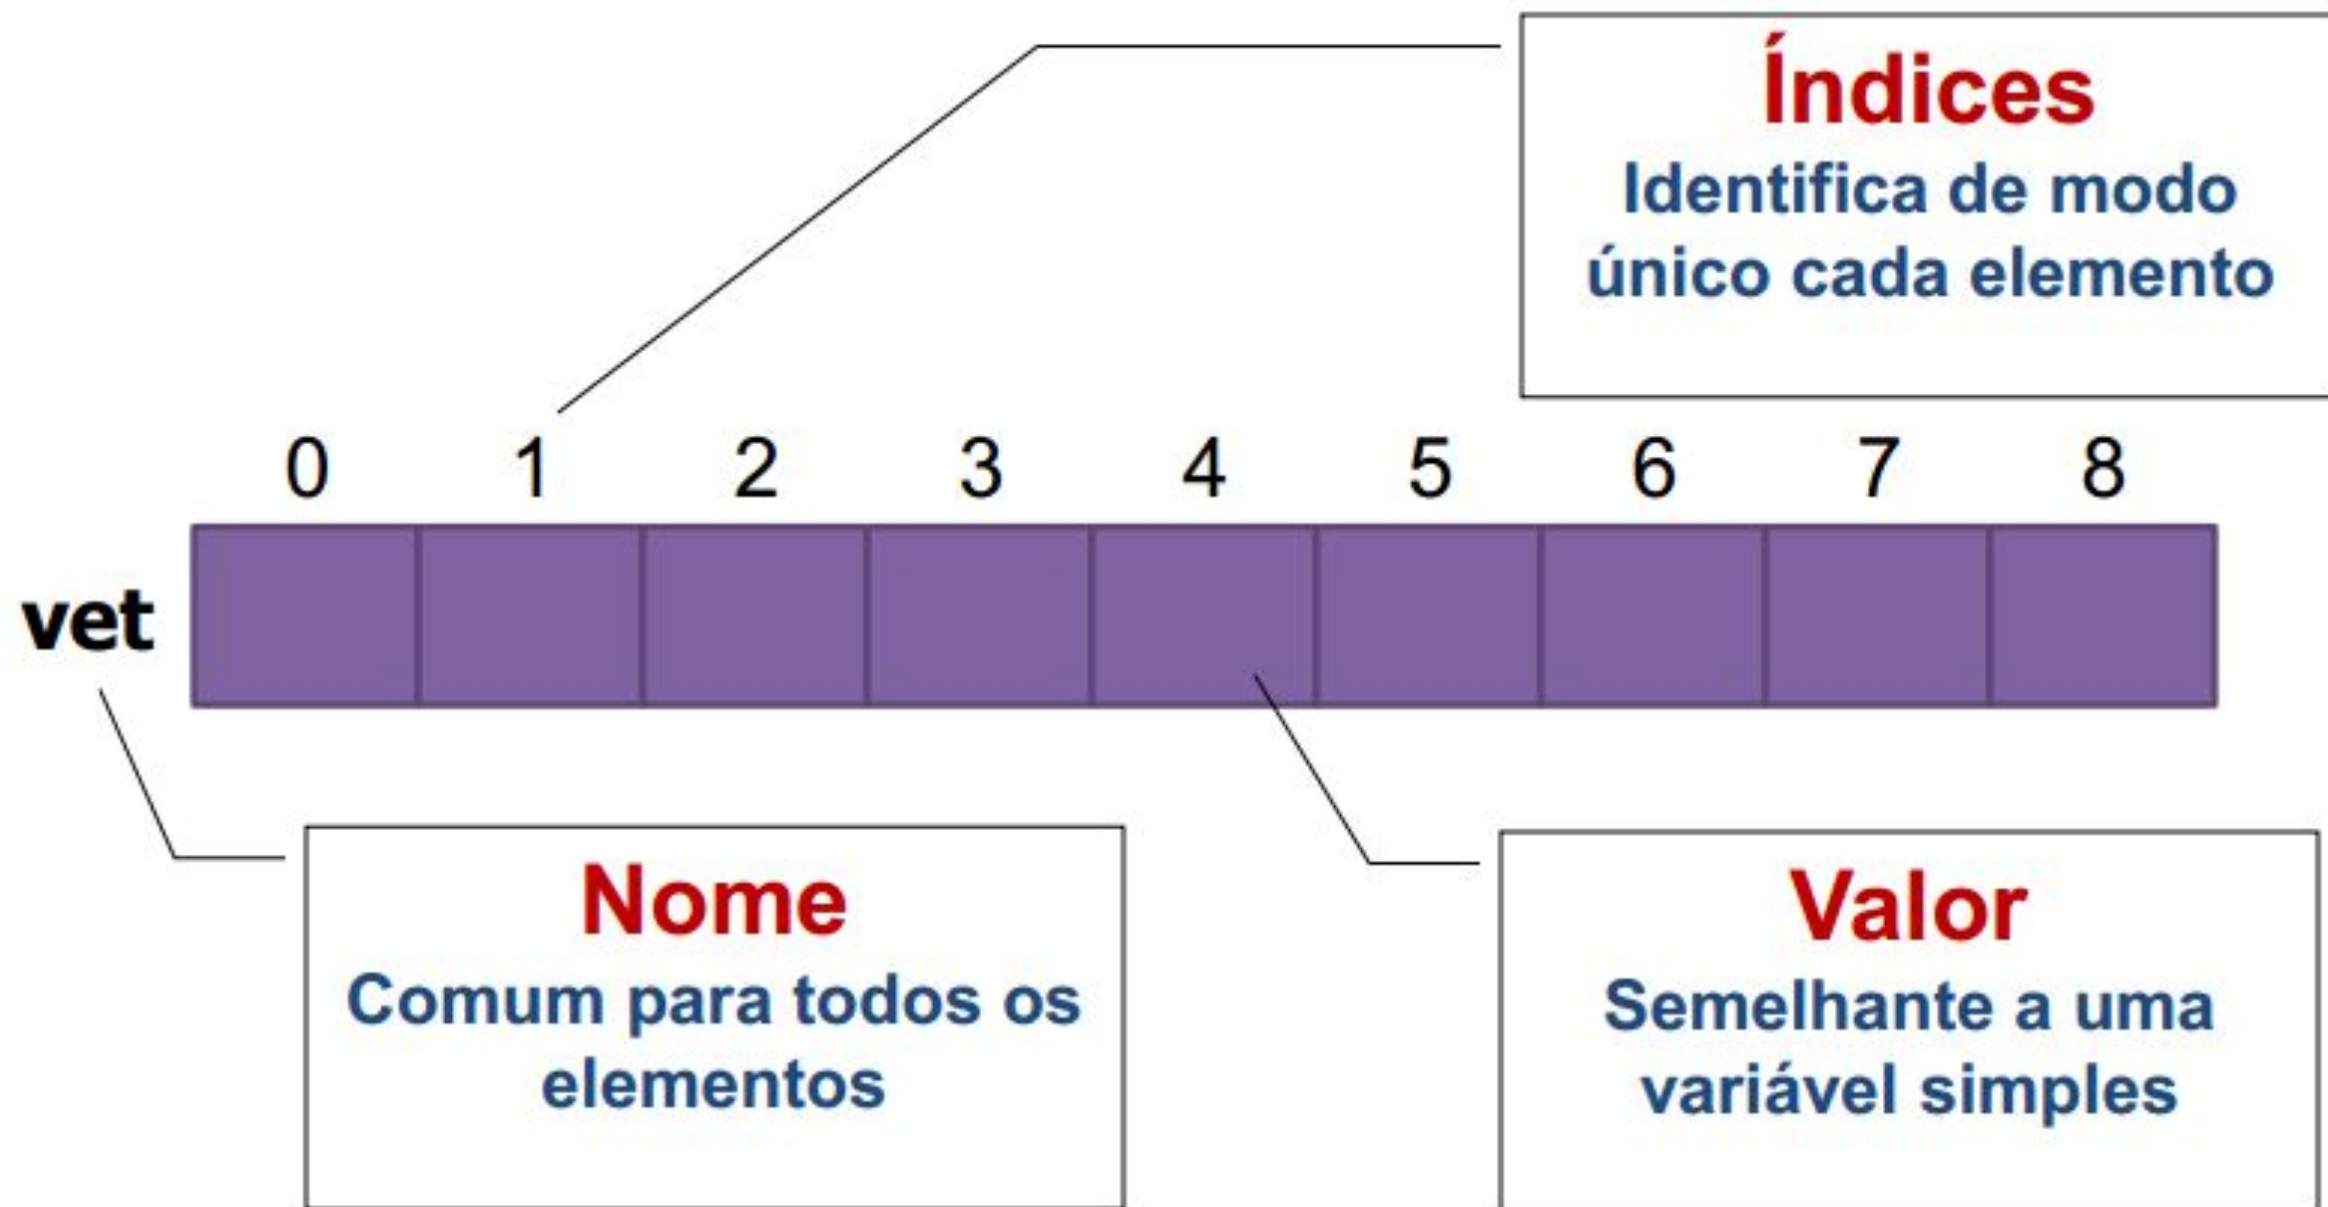 Índices
Identifica de modo
único cada elemento
0 1 2 3 4 5 6 7 8
vet
Nome
Comum para todos os
elementos
Valor
Semelhante a uma
variável simples